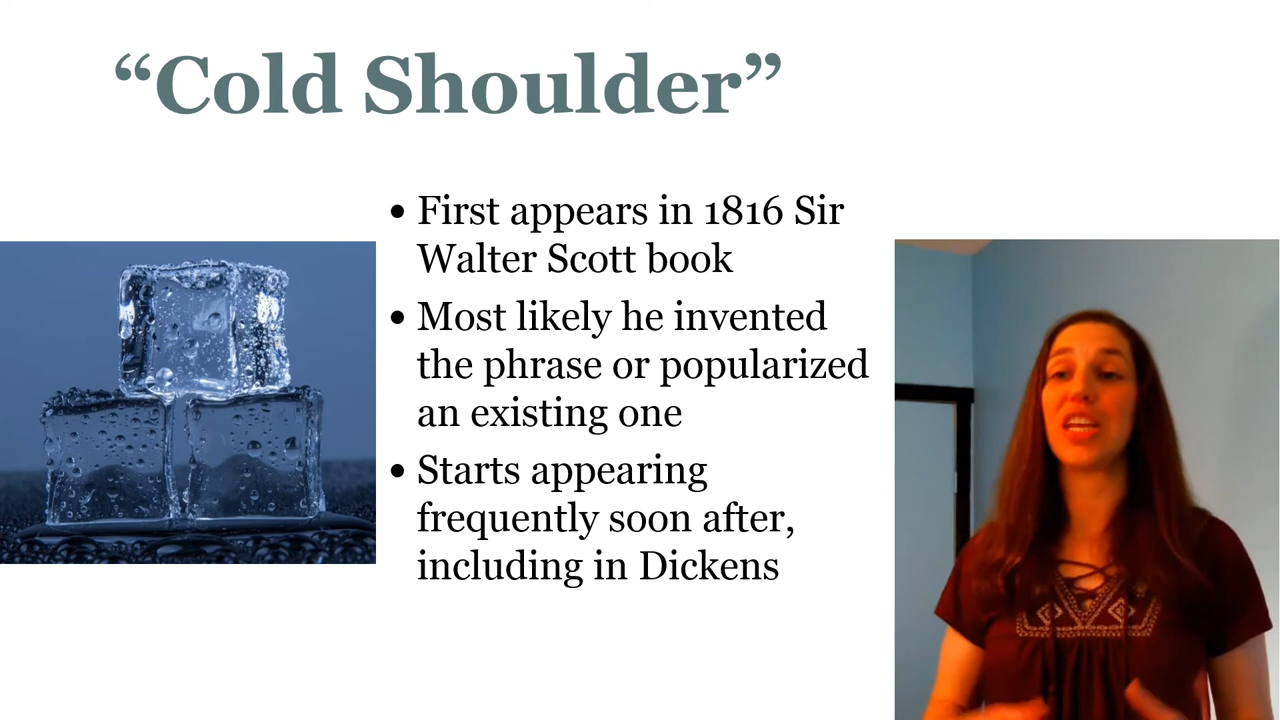 “Cold Shoulder”
• First appears in 1816 Sir
Walter Scott book
• Most likely he invented
the phrase or popularized
an existing one
• Starts appearing
frequently soon after,
including in Dickens